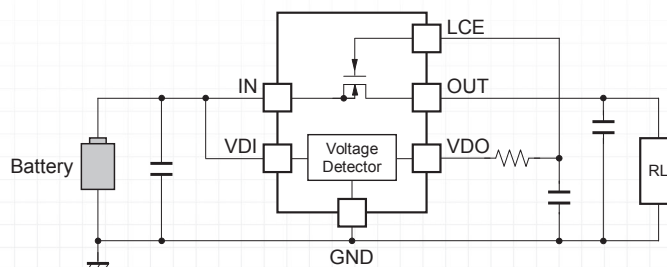 LCE
IN
OUT
VDI
Voltage
Detector
VDO
Battery
RL
GND